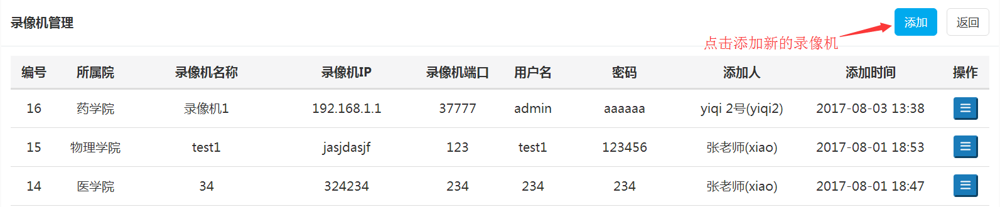 录像机管理 添加 返回
点击添加新的录像机
编号 所属院 录像机名称 录像机IP 录像机端口 用户名 密码 添加人 添加时间 操作
16 药学院 录像机1 192.168.1.1 37777 admin aaaaaa yiqi 2号(yiqi2) 2017-08-03 13:38
15 物理学院 test1 jasjdasjf 123 test1 123456 张老师(xiao) 2017-08-01 18:53
14 医学院 34 324234 234 234 234 张老师(xiao) 2017-08-01 18:47